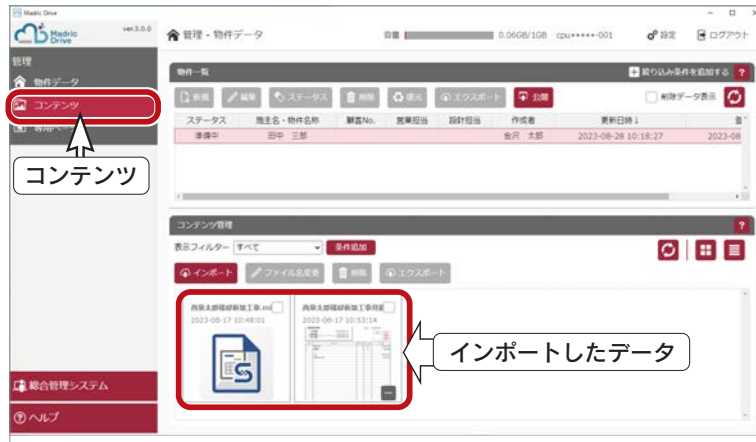 Madric Drive
Madric Drive
ver.3.0.0
管理 - 物件データ
容量
0.06GB/1GB
cpu*****-001
設定
ログアウト
管理
物件データ
コンテンツ
専用ページ
コンテンツ
物件一覧
絞り込み条件を追加する
?
新規
編集
ステータス
削除
復元
エクスポート
公開
削除データ表示
ステータス
施主名・物件名称
顧客No.
営業担当
設計担当
作成者
更新日時↓
準備中
田中 三郎
金沢 太郎
2023-08-28 10:18:27
2023-08
コンテンツ管理
?
表示フィルター
すべて
条件追加
インポート
ファイル名変更
削除
エクスポート
2023-08-17 10:49:01
2023-08-17 10:53:14
S
インポートしたデータ
総合管理システム
ヘルプ